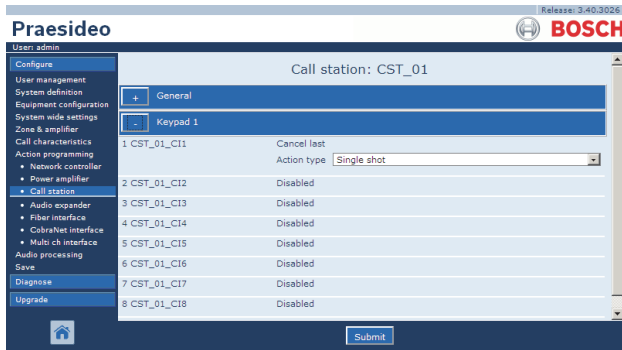 Release: 3.40.3026
Praesideo
BOSCH
User: admin
Configure
User management
System definition
Equipment configuration
System wide settings
Zone & amplifier
Call characteristics
Action programming
• Network controller
• Power amplifier
• Call station
• Audio expander
• Fiber interface
• CobraNet interface
• Multi ch interface
Audio processing
Save
Diagnose
Upgrade
Call station: CST_01
+ General
- Keypad 1
1 CST_01_CI1 Cancel last
Action type Single shot
2 CST_01_CI2 Disabled
3 CST_01_CI3 Disabled
4 CST_01_CI4 Disabled
5 CST_01_CI5 Disabled
6 CST_01_CI6 Disabled
7 CST_01_CI7 Disabled
8 CST_01_CI8 Disabled
Submit